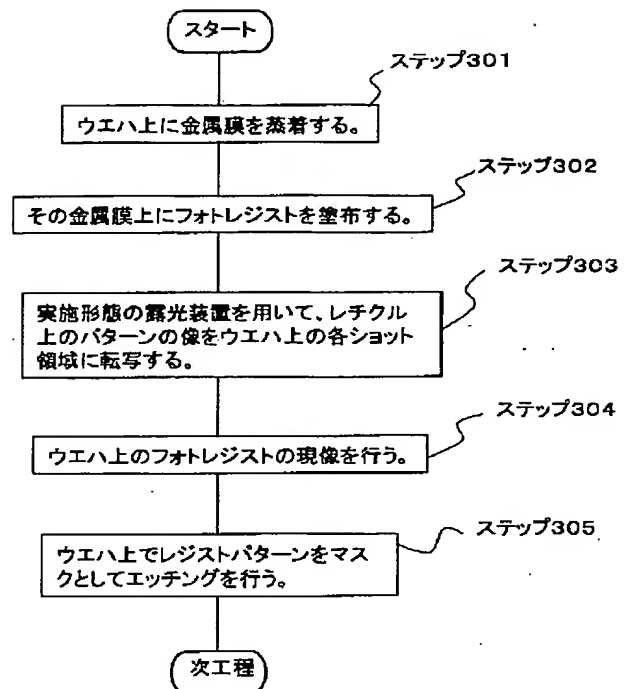 スタート
ステップ301
ウエハ上に金属膜を蒸着する。
ステップ302
その金属膜上にフォトレジストを塗布する。
ステップ303
実施形態の露光装置を用いて、レチクル
上のパターンの像をウエハ上の各ショット
領域に転写する。
ステップ304
ウエハ上のフォトレジストの現像を行う。
ステップ305
ウエハ上でレジストパターンをマス
クとしてエッチングを行う。
次工程